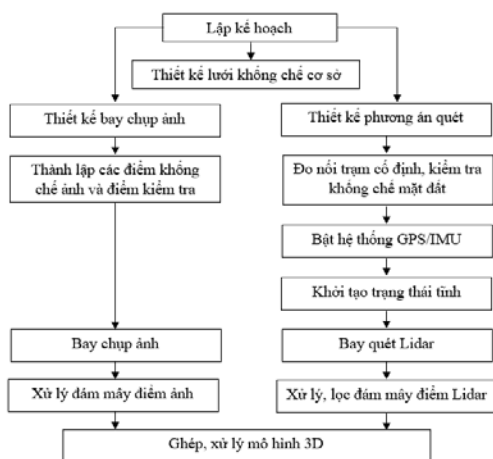 Lập kế hoạch
Thiết kế lưới khống chế cơ sở
Thiết kế bay chụp ảnh
Thiết kế phương án quét
Thành lập các điểm khống
chế ảnh và điểm kiểm tra
Đo nối trạm cố định, kiểm tra
khống chế mặt đất
Bật hệ thống GPS/IMU
Khởi tạo trạng thái tĩnh
Bay chụp ảnh
Bay quét Lidar
Xử lý đám mây điểm ảnh
Xử lý, lọc đám mây điểm Lidar
Ghép, xử lý mô hình 3D